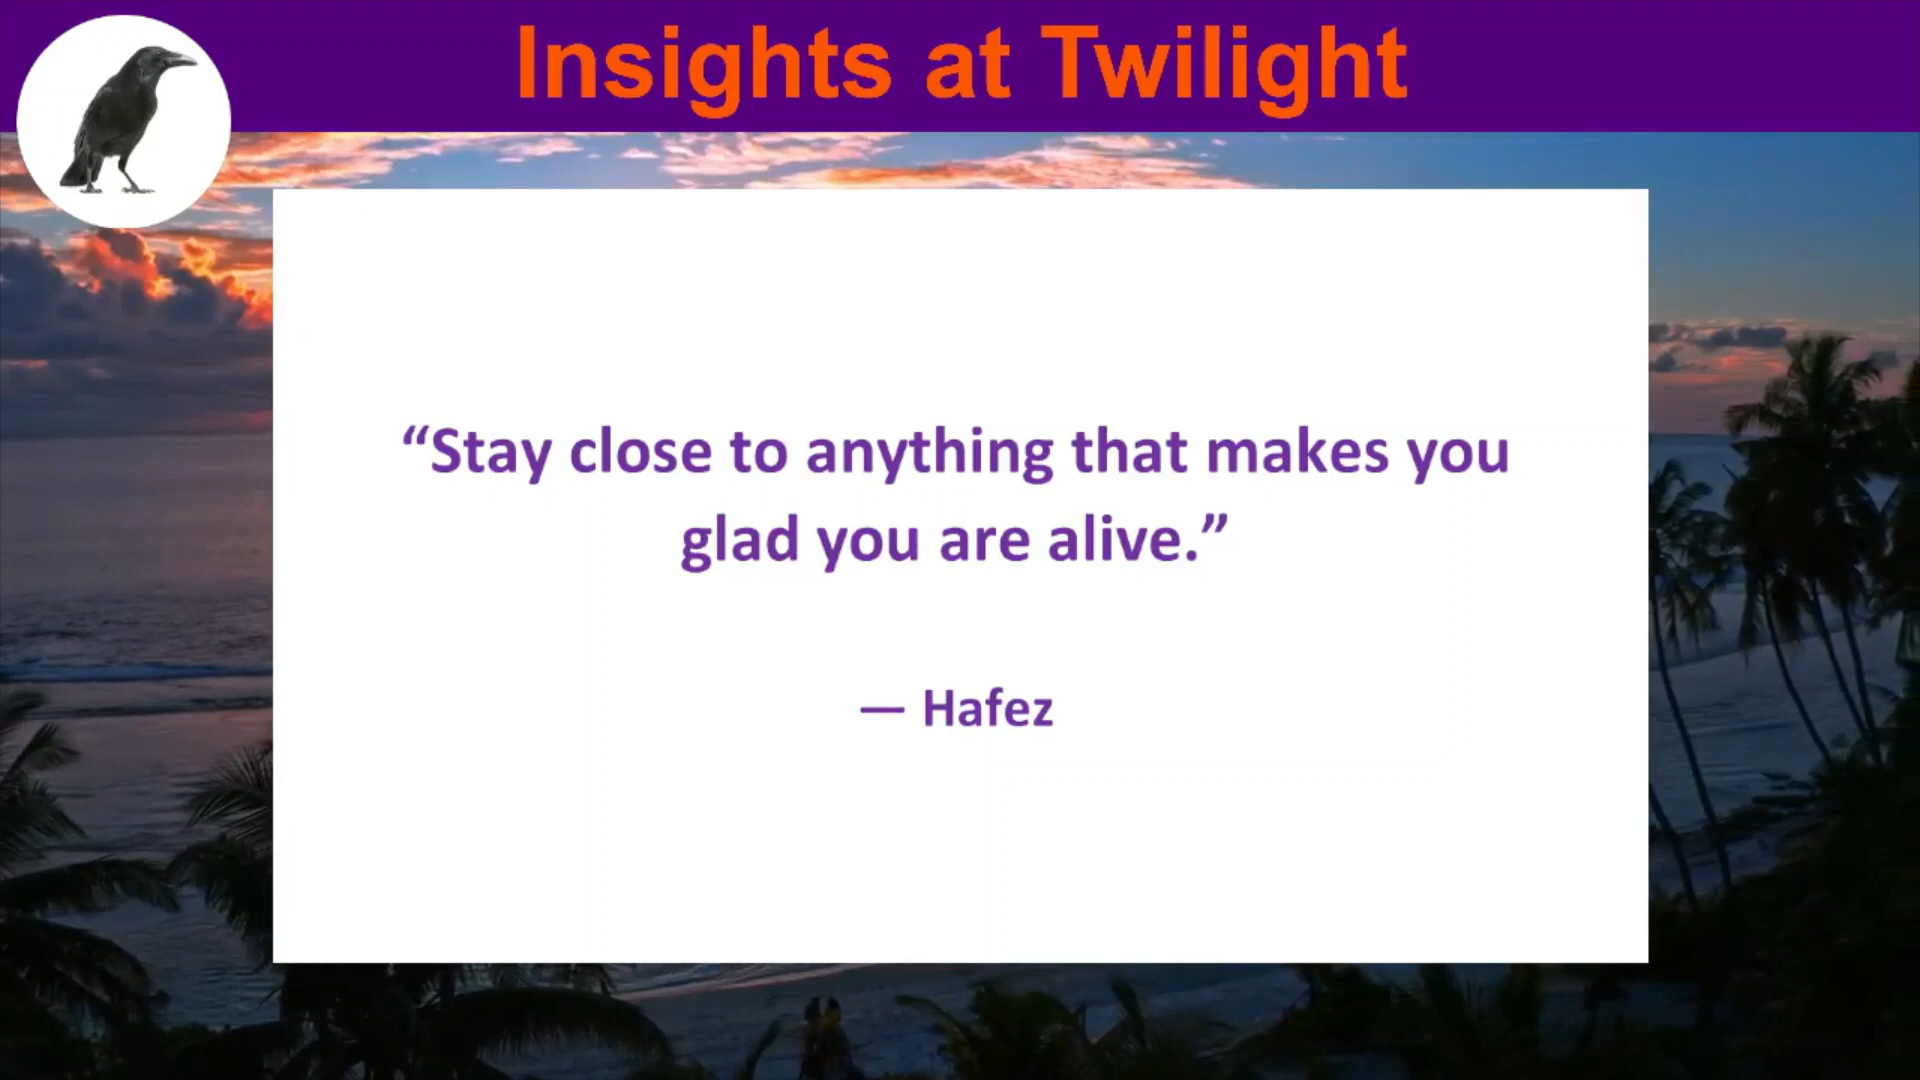 Insights at Twilight
“Stay close to anything that makes you
glad you are alive.”
— Hafez